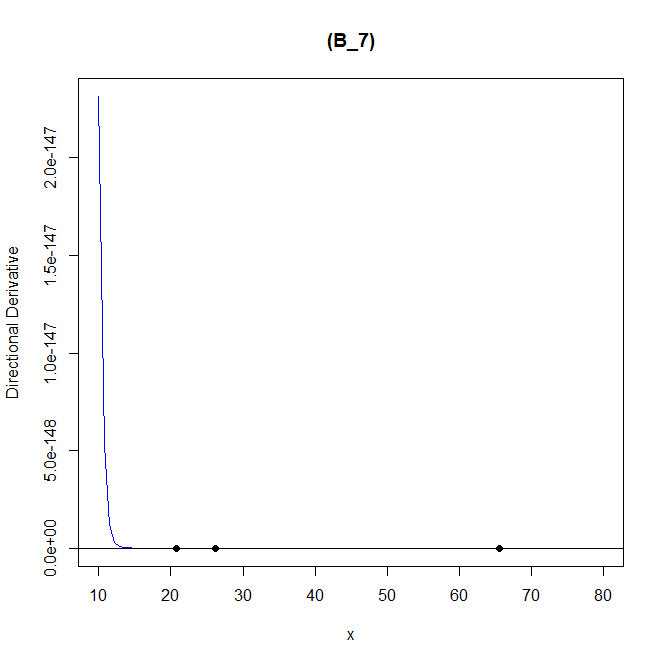 (B_7)
Directional Derivative
2.0e-147
1.5e-147
1.0e-147
5.0e-148
0.0e+00
10 20 30 40 50 60 70 80
x